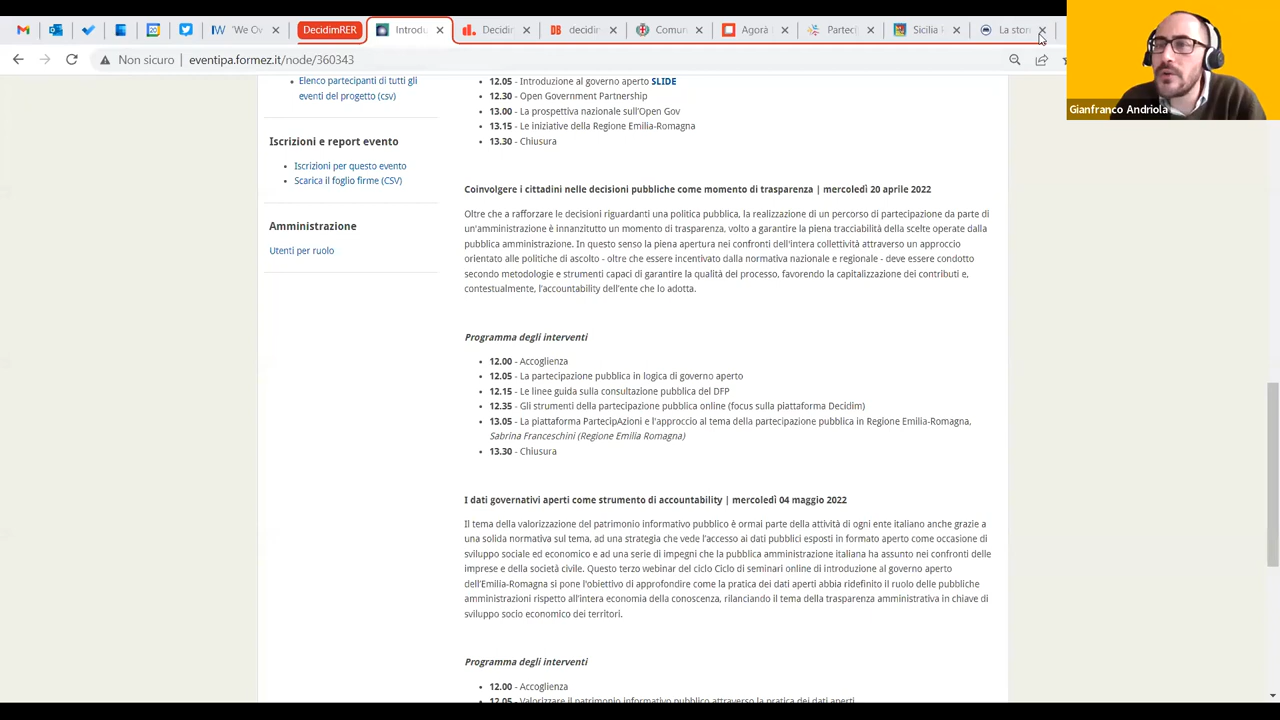 'We Ov
DecidimRER
Introdu
Decidin
DB decidir
Comun
Agorà
Partec
Sicilia
La stor
Non sicuro | eventipa.formez.it/node/360343
Gianfranco Andriola
Elenco partecipanti di tutti gli
eventi del progetto (csv)
Iscrizioni e report evento
Iscrizioni per questo evento
Scarica il foglio firme (CSV)
Amministrazione
Utenti per ruolo
12.05 - Introduzione al governo aperto SLIDE
12.30 - Open Government Partnership
13.00 - La prospettiva nazionale sull'Open Gov
13.15 - Le iniziative della Regione Emilia-Romagna
13.30 - Chiusura
Coinvolgere i cittadini nelle decisioni pubbliche come momento di trasparenza | mercoledì 20 aprile 2022
Oltre che a rafforzare le decisioni riguardanti una politica pubblica, la realizzazione di un percorso di partecipazione da parte di
un'amministrazione è innanzitutto un momento di trasparenza, volto a garantire la piena tracciabilità della scelte operate dalla
pubblica amministrazione. In questo senso la piena apertura nei confronti dell'intera collettività attraverso un approccio
orientato alle politiche di ascolto - oltre che essere incentivato dalla normativa nazionale e regionale - deve essere condotto
secondo metodologie e strumenti capaci di garantire la qualità del processo, favorendo la capitalizzazione dei contributi e,
contestualmente, l'accountability dell'ente che lo adotta.
Programma degli interventi
12.00 - Accoglienza
12.05 - La partecipazione pubblica in logica di governo aperto
12.15 - Le linee guida sulla consultazione pubblica del DFP
12.35 - Gli strumenti della partecipazione pubblica online (focus sulla piattaforma Decidim)
13.05 - La piattaforma PartecipAzioni e l'approccio al tema della partecipazione pubblica in Regione Emilia-Romagna,
Sabrina Franceschini (Regione Emilia Romagna)
13.30 - Chiusura
I dati governativi aperti come strumento di accountability | mercoledì 04 maggio 2022
Il tema della valorizzazione del patrimonio informativo pubblico è ormai parte della attività di ogni ente italiano anche grazie a
una solida normativa sul tema, ad una strategia che vede l'accesso ai dati pubblici esposti in formato aperto come occasione di
sviluppo sociale ed economico e ad una serie di impegni che la pubblica amministrazione italiana ha assunto nei confronti delle
imprese e della società civile. Questo terzo webinar del ciclo Ciclo di seminari online di introduzione al governo aperto
dell'Emilia-Romagna si pone l'obiettivo di approfondire come la pratica dei dati aperti abbia ridefinito il ruolo delle pubbliche
amministrazioni rispetto all'intera economia della conoscenza, rilanciando il tema della trasparenza amministrativa in chiave di
sviluppo socio economico dei territori.
Programma degli interventi
12.00 - Accoglienza
12.05 - Valorizzare il patrimonio informativo pubblico attraverso la pratica dei dati aperti